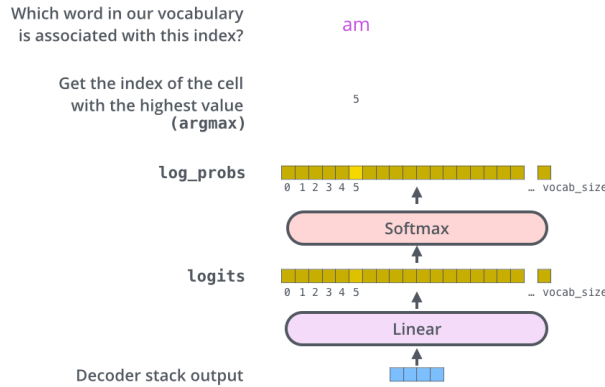 Which word in our vocabulary
is associated with this index?
am
Get the index of the cell
with the highest value
(argmax)
5
log_probs
0 1 2 3 4 5 ... vocab_size
Softmax
logits
0 1 2 3 4 5 ... vocab_size
Linear
Decoder stack output